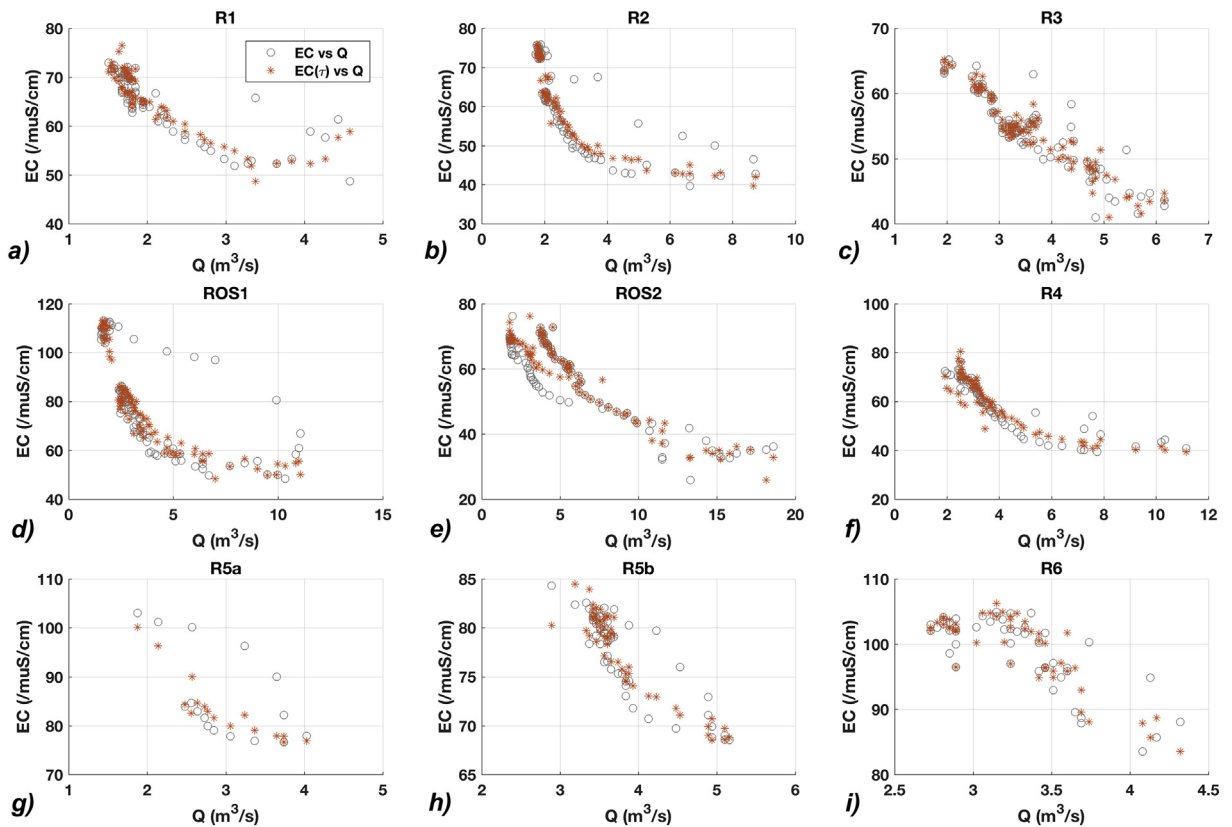 R1
80
70
60
50
40
EC (/muS/cm)
EC vs Q
EC(τ) vs Q
1
2
3
4
5
Q (m³/s)
a)
R2
80
70
60
50
40
30
EC (/muS/cm)
0
2
4
6
8
10
Q (m³/s)
b)
R3
70
60
50
40
EC (/muS/cm)
1
2
3
4
5
6
7
Q (m³/s)
c)
ROS1
120
100
80
60
40
EC (/muS/cm)
0
5
10
15
Q (m³/s)
d)
ROS2
80
60
40
20
EC (/muS/cm)
0
5
10
15
20
Q (m³/s)
e)
R4
100
80
60
40
20
EC (/muS/cm)
0
2
4
6
8
10
12
Q (m³/s)
f)
R5a
110
100
90
80
70
EC (/muS/cm)
1
2
3
4
5
Q (m³/s)
g)
R5b
85
80
75
70
65
EC (/muS/cm)
2
3
4
5
6
Q (m³/s)
h)
R6
110
100
90
80
EC (/muS/cm)
2.5
3
3.5
4
4.5
Q (m³/s)
i)